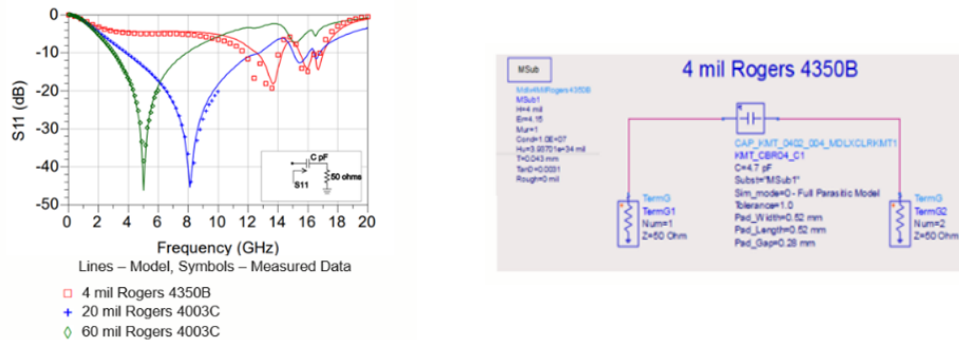 S11 (dB)
0
-10
-20
-30
-40
-50
0 2 4 6 8 10 12 14 16 18 20
C pF
S11
50 ohms
Frequency (GHz)
Lines – Model, Symbols – Measured Data
4 mil Rogers 4350B
20 mil Rogers 4003C
60 mil Rogers 4003C
4 mil Rogers 4350B
MSub
MSub1
H=4 mil
Er=4.15
Mur=1
Cond=1.0E+07
T=0.043 mm
TanD=0.0031
Rough=0 mil
CAP_KMT_0402_004_MDLXCLRKMT1
KMT_CBR04_C1
C=4.7 pF
Subst="MSub1"
Sim_mode=0 - Full Parasitic Model
Tolerance=1.0
Pad_Width=0.52 mm
Pad_Length=0.52 mm
Pad_Gap=0.28 mm
TermG
TermG1
Num=1
Z=50 Ohm
TermG
TermG2
Num=2
Z=50 Ohm